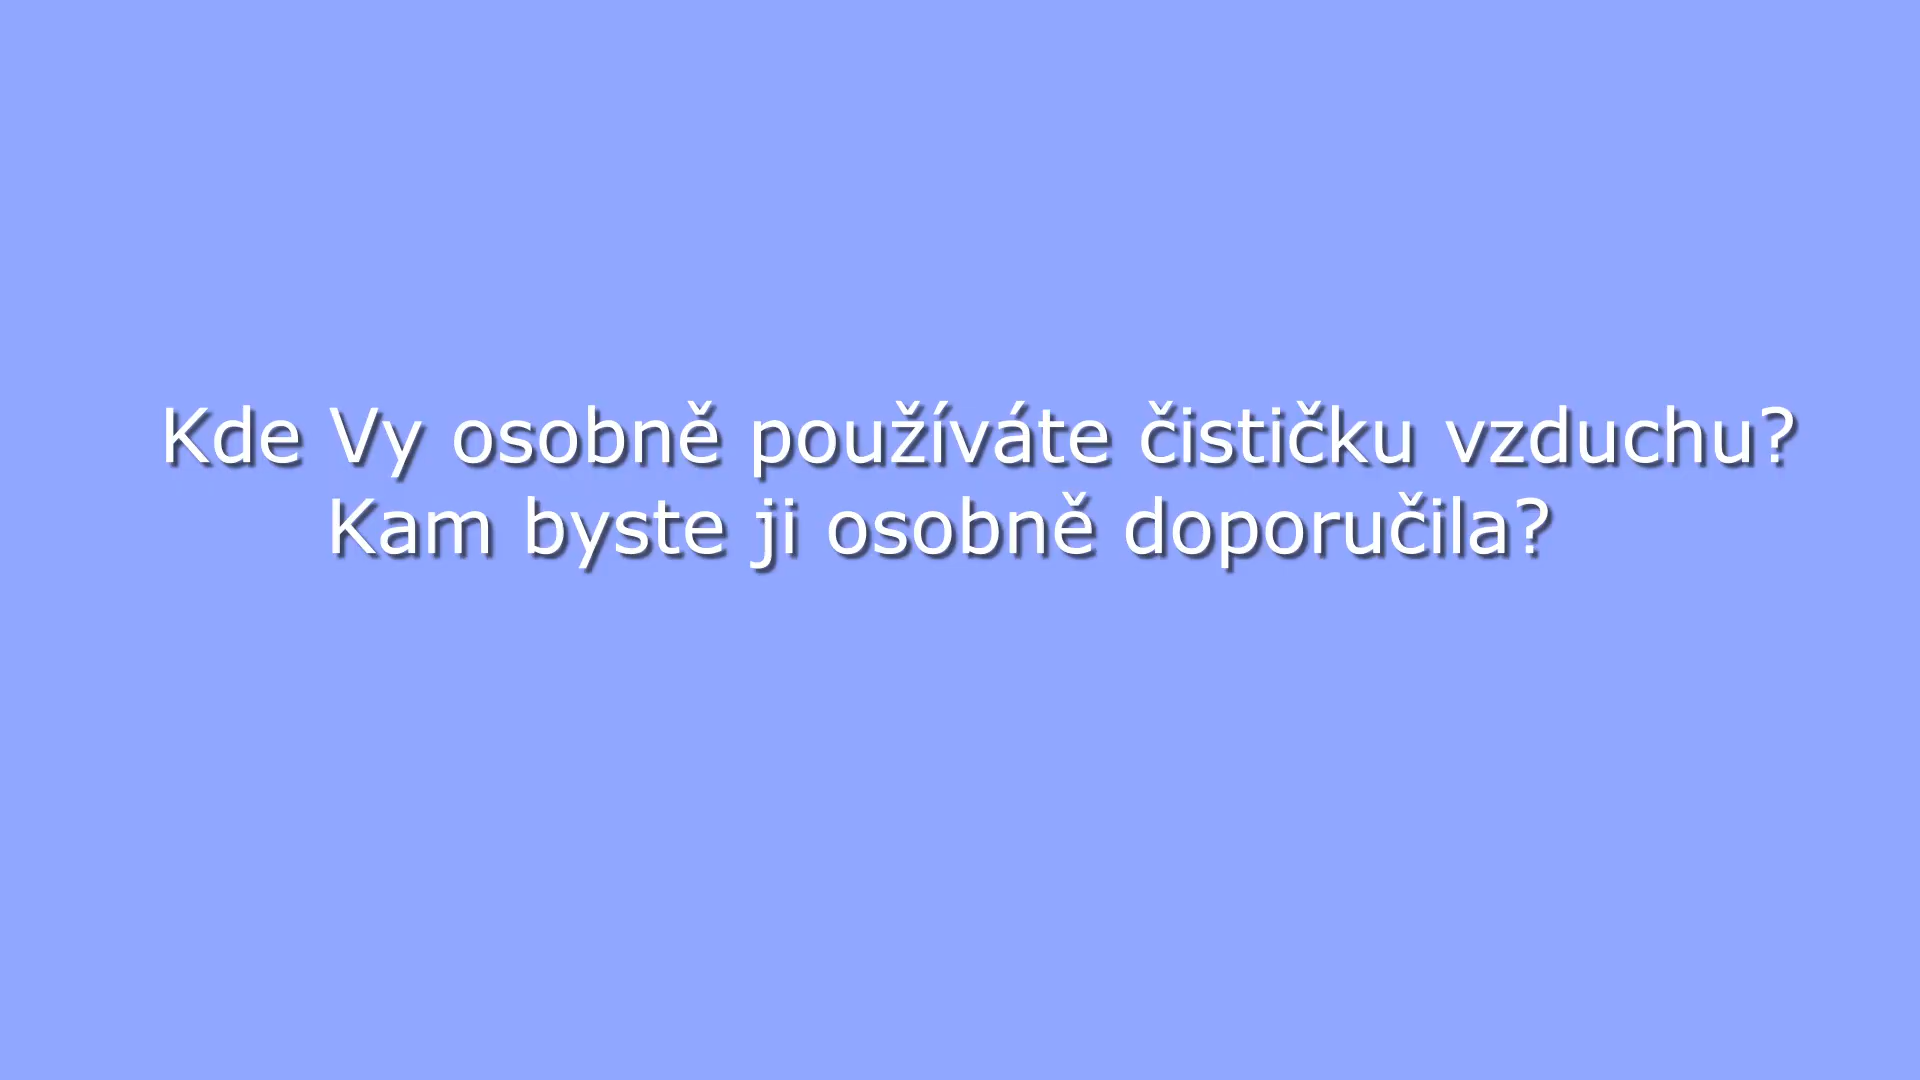 Kde Vy osobně používáte čističku vzduchu?
Kam byste ji osobně doporučila?